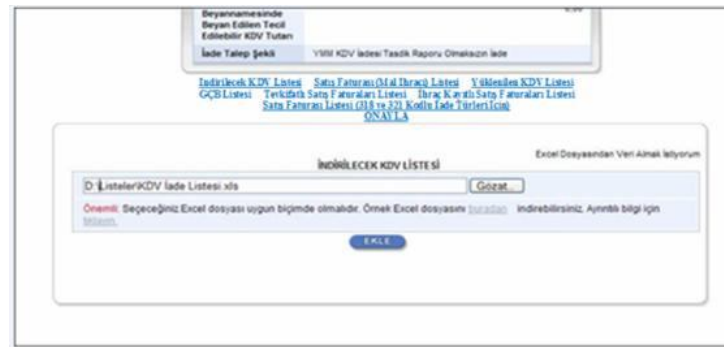 Beyannamesinde
Beyan Edilen Tecil
Edilebilir KDV Tutarı
İade Talep Şekli YMM KDV İadesi Tasdik Raporu Olmaksızın İade
İndirilecek KDV Listesi Satış Faturası (Mal İhracı) Listesi Yüklenilen KDV Listesi
GÇB Listesi Tevkifatlı Satış Faturaları Listesi İhraç Kayıtlı Satış Faturaları Listesi
Satış Faturası Listesi (318 ve 321 Kodlu İade Türleri İçin)
ONAYLA
Excel Dosyasından Veri Almak İstiyorum
İNDİRİLECEK KDV LİSTESİ
D:\Listeler\KDV İade Listesi.xls Gözat...
Önemli: Seçeceğiniz Excel dosyası uygun biçimde olmalıdır. Örnek Excel dosyasını buradan indirebilirsiniz. Ayrıntılı bilgi için
tıklayın.
EKLE